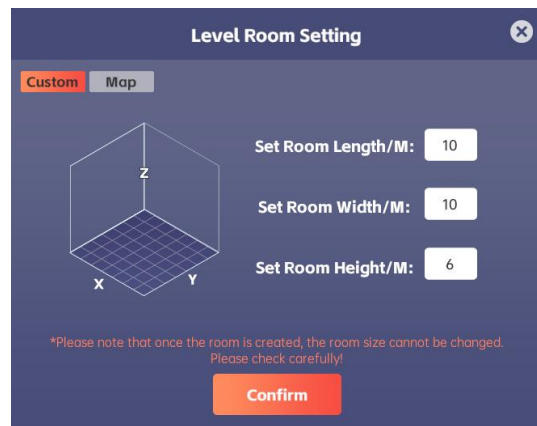 Level Room Setting
Custom Map
Z
X
Y
Set Room Length/M: 10
Set Room Width/M: 10
Set Room Height/M: 6
*Please note that once the room is created, the room size cannot be changed.
Please check carefully!
Confirm